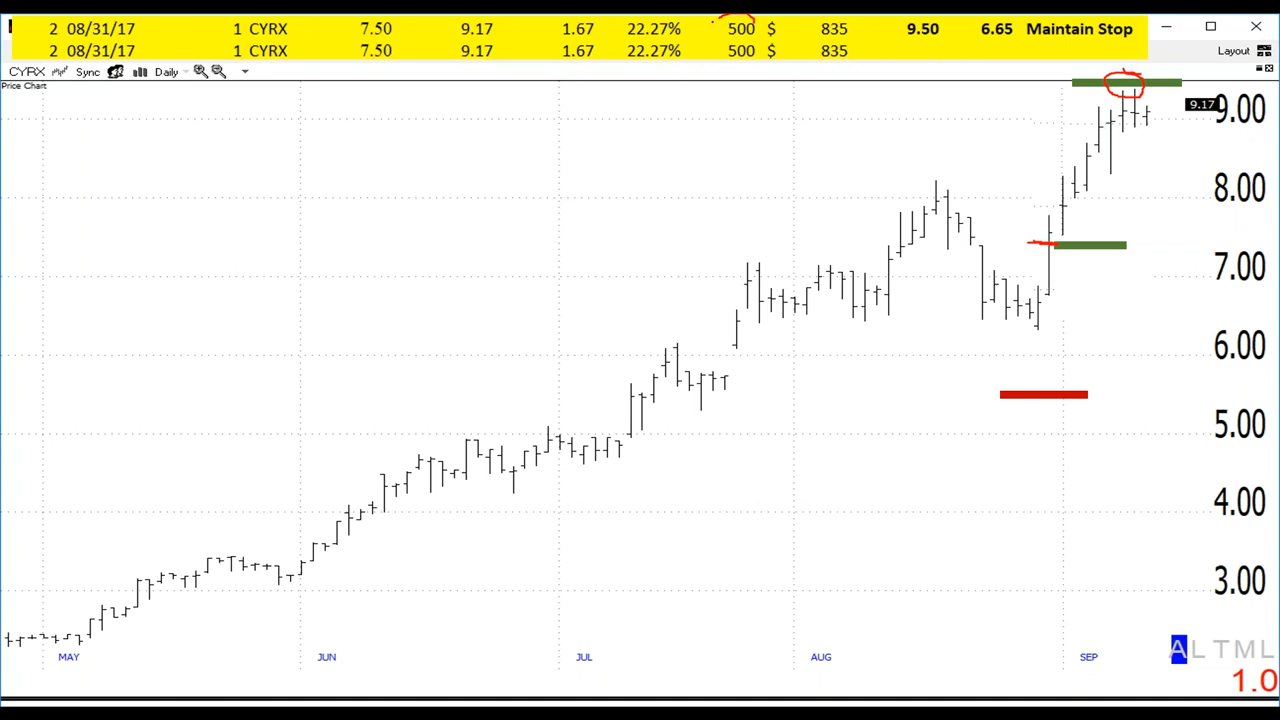 2 08/31/17 1 CYRX 7.50 9.17 1.67 22.27% 500 $ 835 9.50 6.65 Maintain Stop
2 08/31/17 1 CYRX 7.50 9.17 1.67 22.27% 500 $ 835
Layout
CYRX Sync Daily
Price Chart
9.17
9.00
8.00
7.00
6.00
5.00
4.00
3.00
A L T M L
MAY JUN JUL AUG SEP
1.0